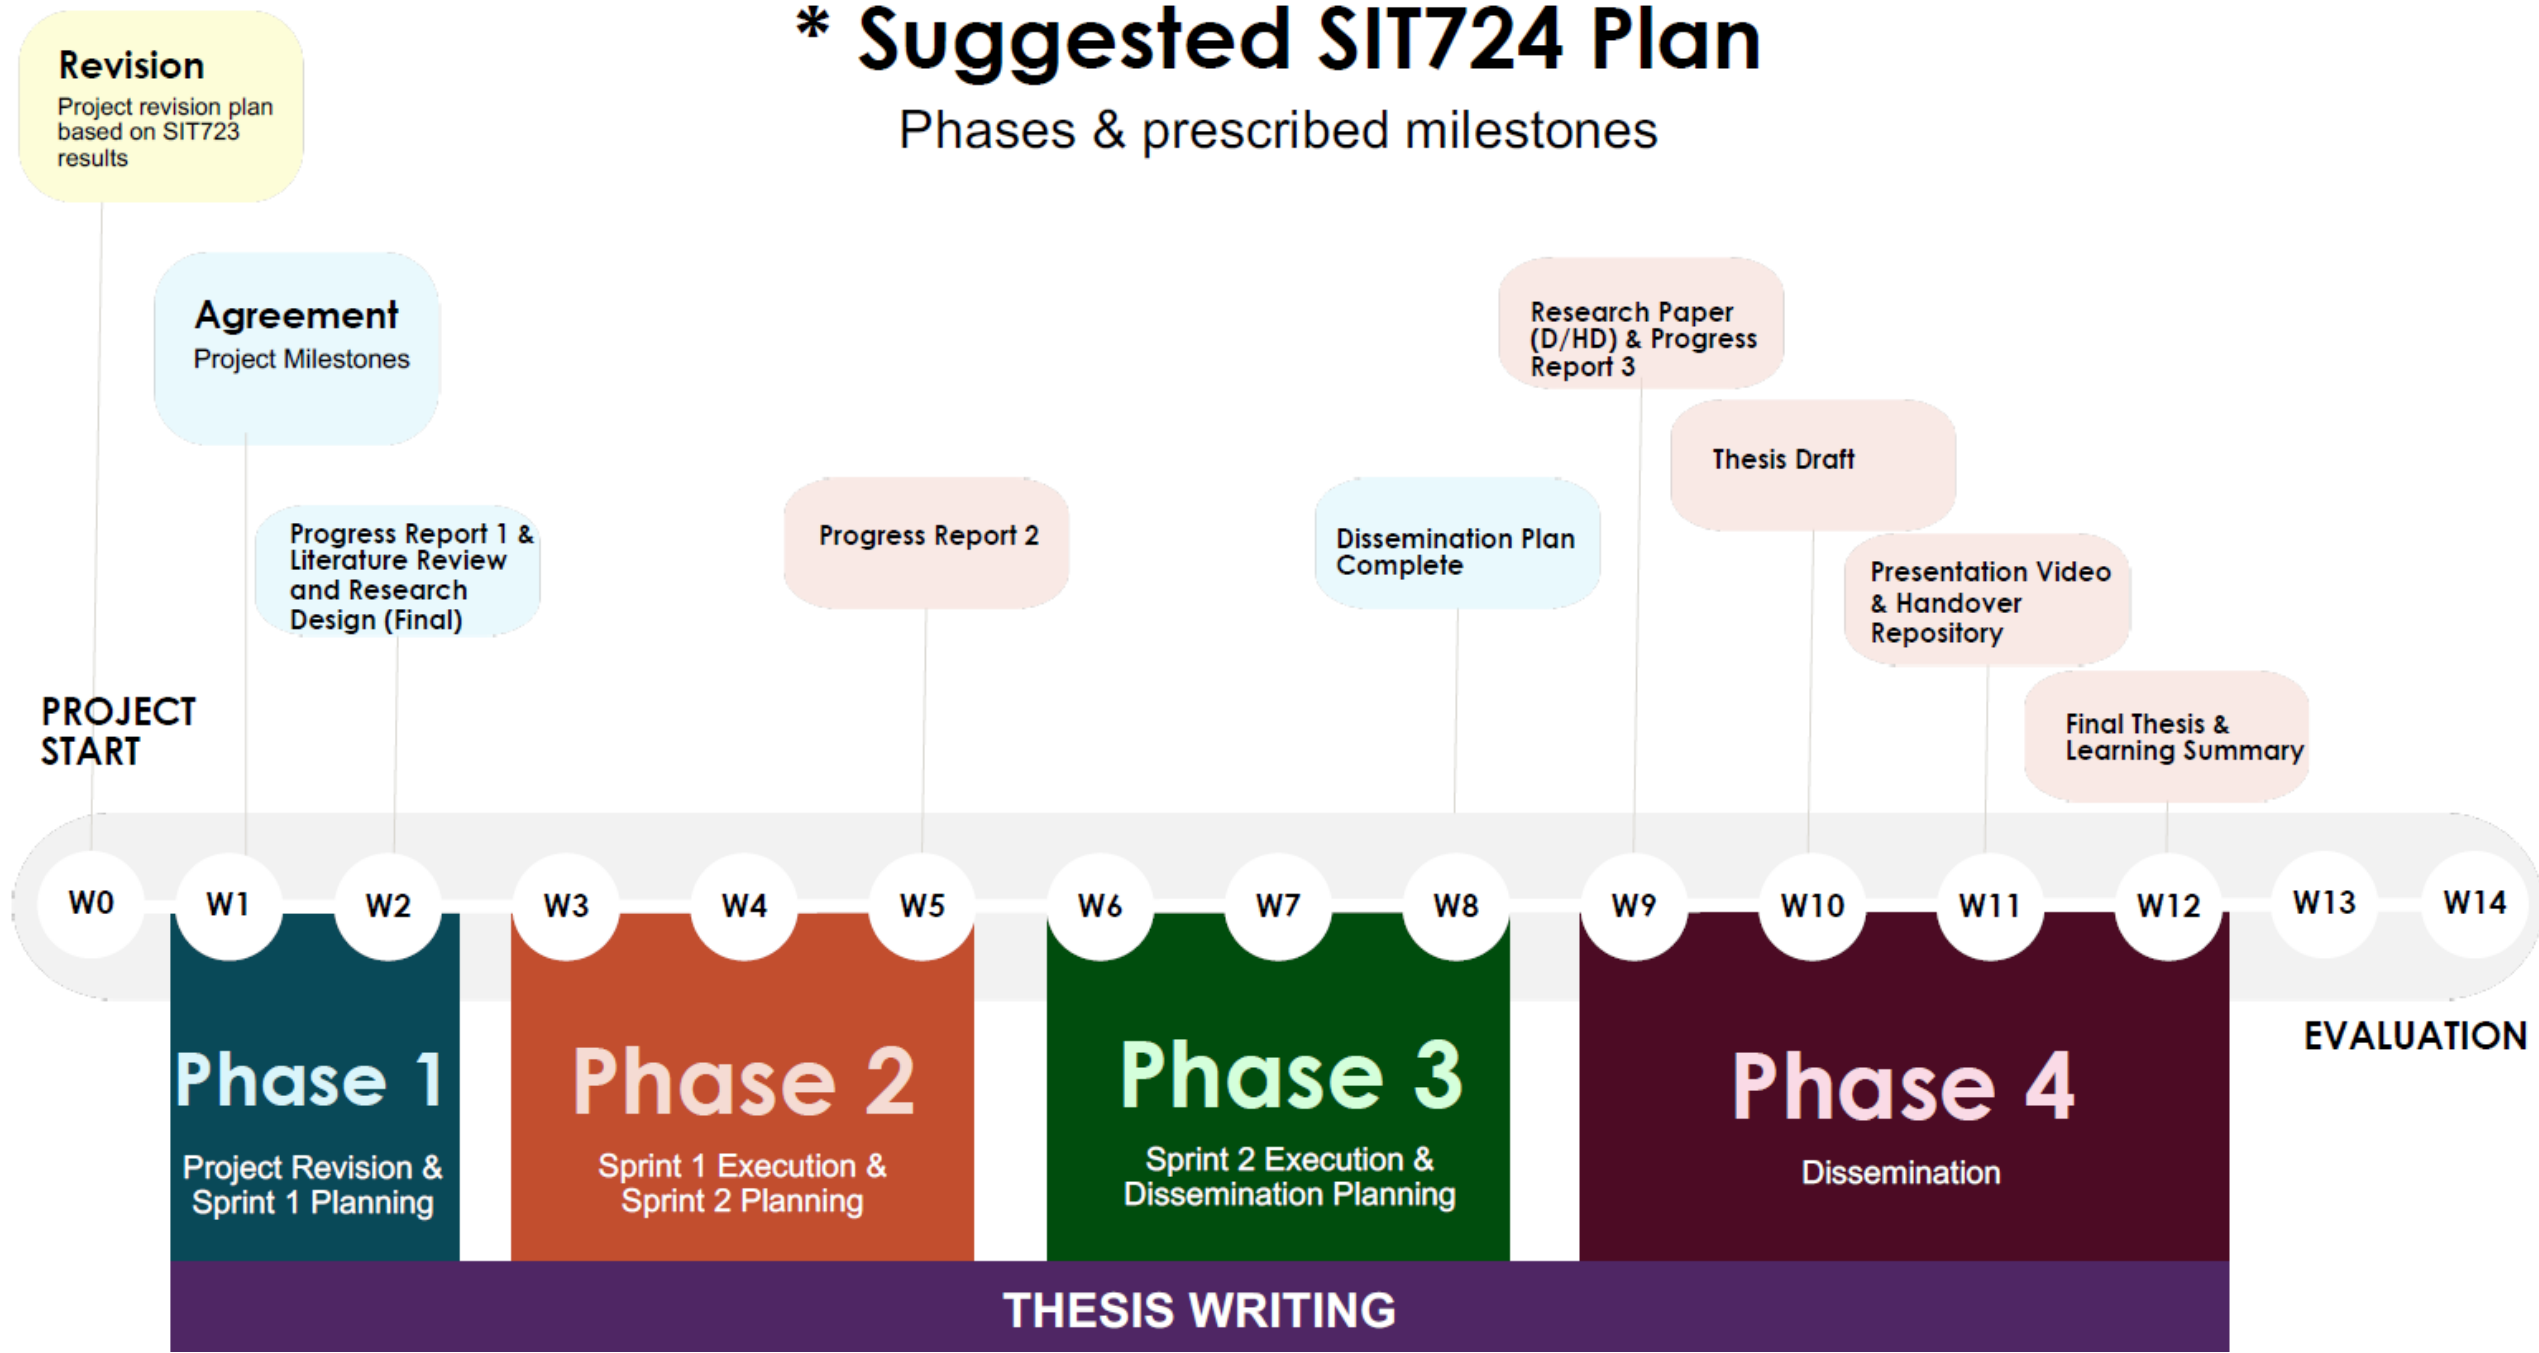 * Suggested SIT724 Plan
Phases & prescribed milestones
Revision
Project revision plan
based on SIT723
results
Agreement
Project Milestones
Progress Report 1 &
Literature Review
and Research
Design (Final)
Progress Report 2
Dissemination Plan
Complete
Research Paper
(D/HD) & Progress
Report 3
Thesis Draft
Presentation Video
& Handover
Repository
Final Thesis &
Learning Summary
PROJECT
START
W0
W1
W2
W3
W4
W5
W6
W7
W8
W9
W10
W11
W12
W13
W14
EVALUATION
Phase 1
Project Revision &
Sprint 1 Planning
Phase 2
Sprint 1 Execution &
Sprint 2 Planning
Phase 3
Sprint 2 Execution &
Dissemination Planning
Phase 4
Dissemination
THESIS WRITING